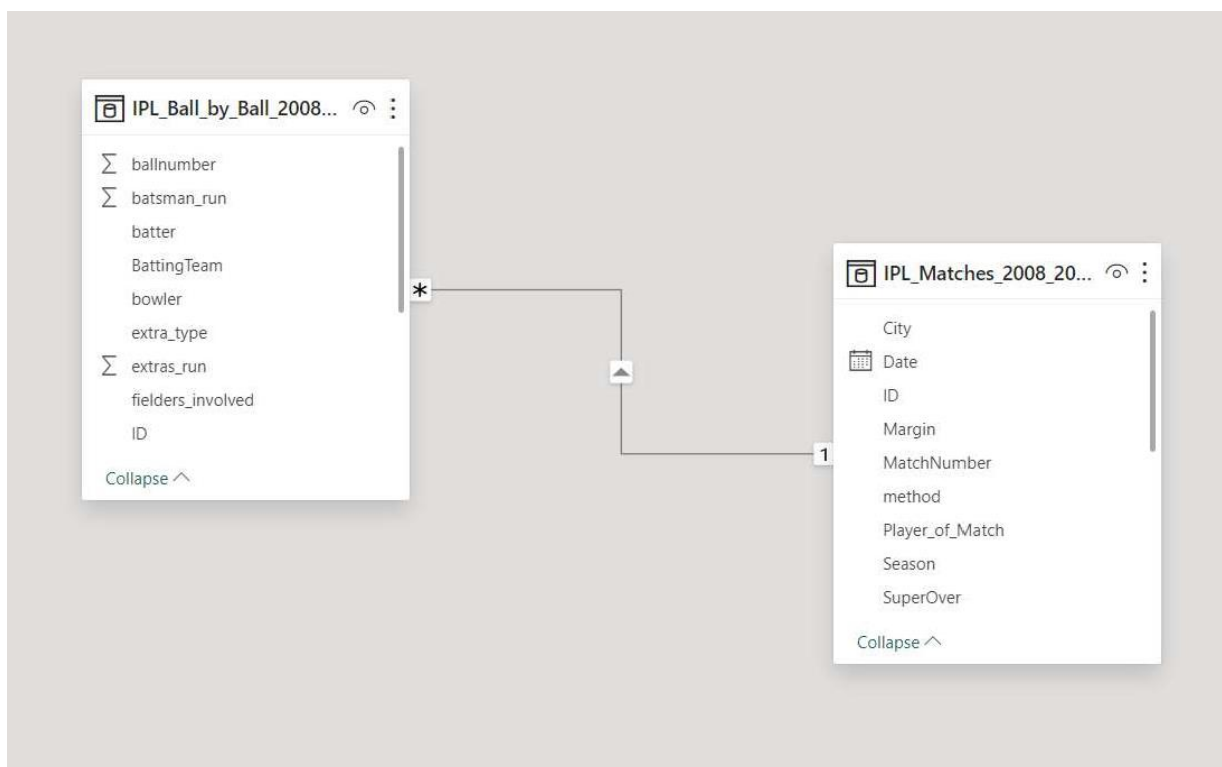 IPL_Ball_by_Ball_2008...
ballnumber
batsman_run
batter
BattingTeam
bowler
extra_type
extras_run
fielders_involved
ID
Collapse
*
1
IPL_Matches_2008_20...
City
Date
ID
Margin
MatchNumber
method
Player_of_Match
Season
SuperOver
Collapse